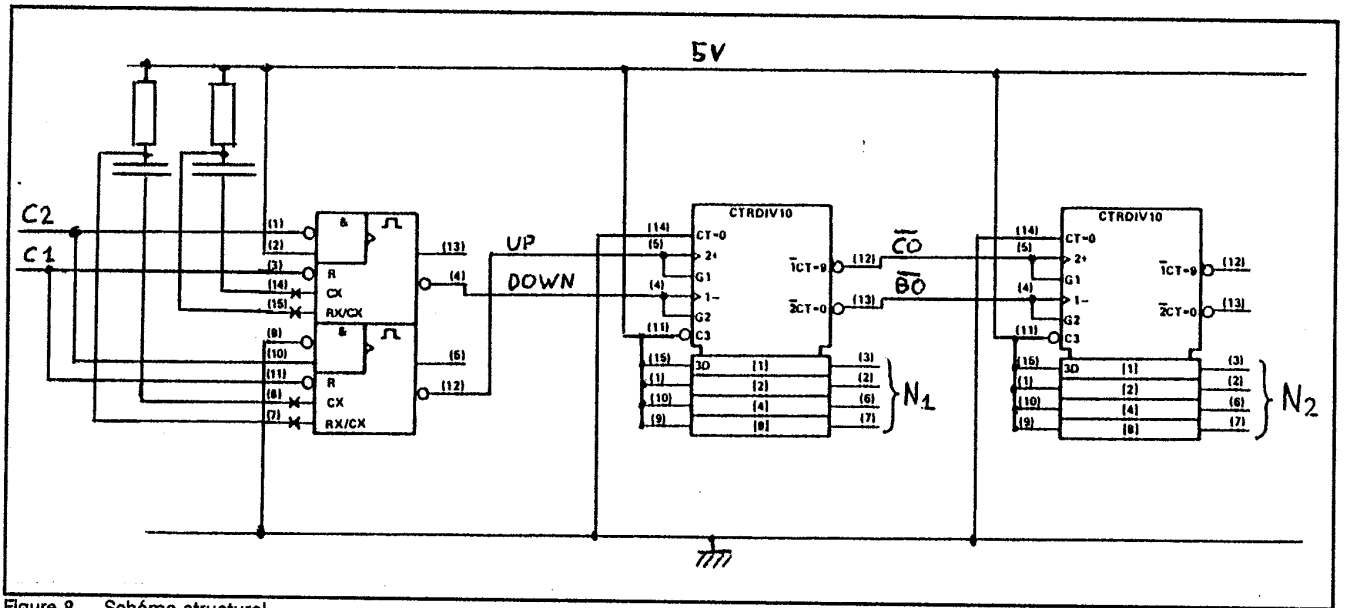 5V
C2
C1
(1)
(2)
(3)
(14)
(15)
(9)
(10)
(11)
(6)
(7)
&
R
CX
RX/CX
&
R
CX
RX/CX
(13)
(4)
(5)
(12)
UP
DOWN
CTRDIV10
(14)
(5)
(4)
(11)
(15)
(1)
(10)
(9)
CT=0
2+
G1
1-
G2
C3
3D
[1]
[2]
[4]
[8]
1CT=9
2CT=0
(12)
(13)
(3)
(2)
(6)
(7)
N1
CO
BO
CTRDIV10
(14)
(5)
(4)
(11)
(15)
(1)
(10)
(9)
CT=0
2+
G1
1-
G2
C3
3D
[1]
[2]
[4]
[8]
1CT=9
2CT=0
(12)
(13)
(3)
(2)
(6)
(7)
N2
Figure 8. - Schéma structurel